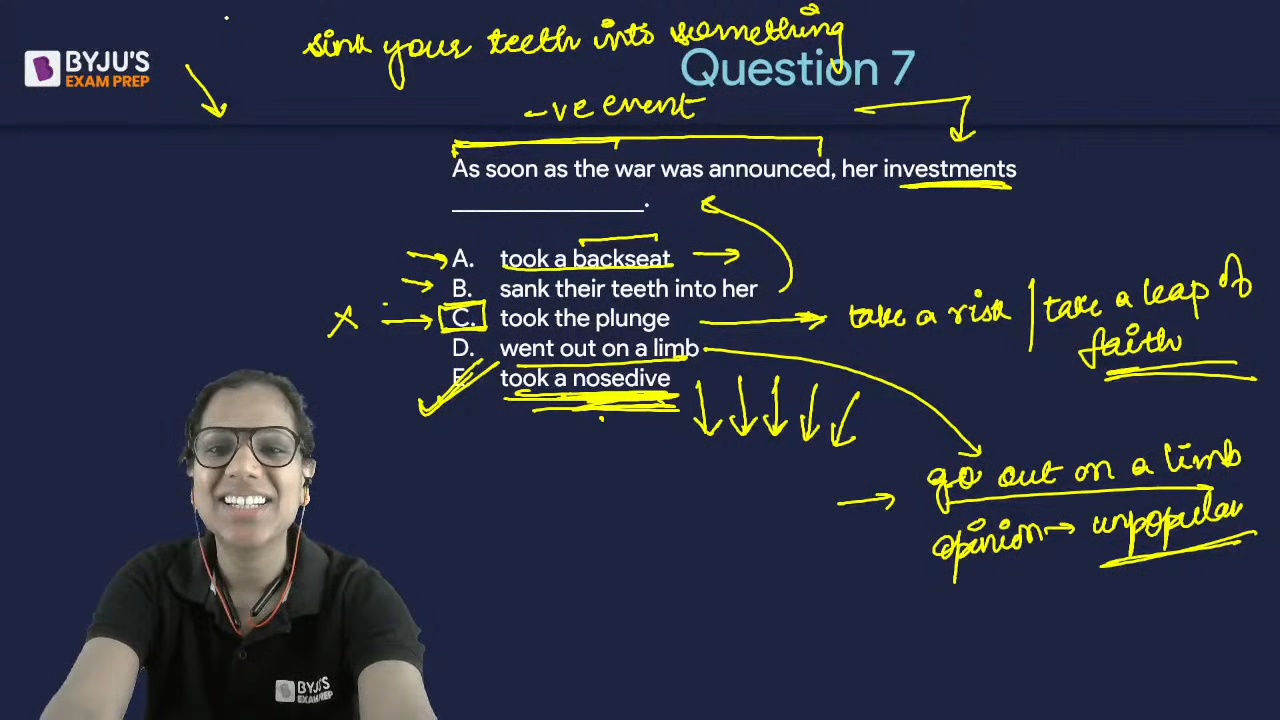 sink your teeth into something
BYJU'S
EXAM PREP
Question 7
-ve event
As soon as the war was announced, her investments
____________________.
A. took a backseat
B. sank their teeth into her
C. took the plunge
take a risk | take a leap of
faith
D. went out on a limb
E. took a nosedive
go out on a limb
opinion → unpopular
BYJU'S
EXAM PREP